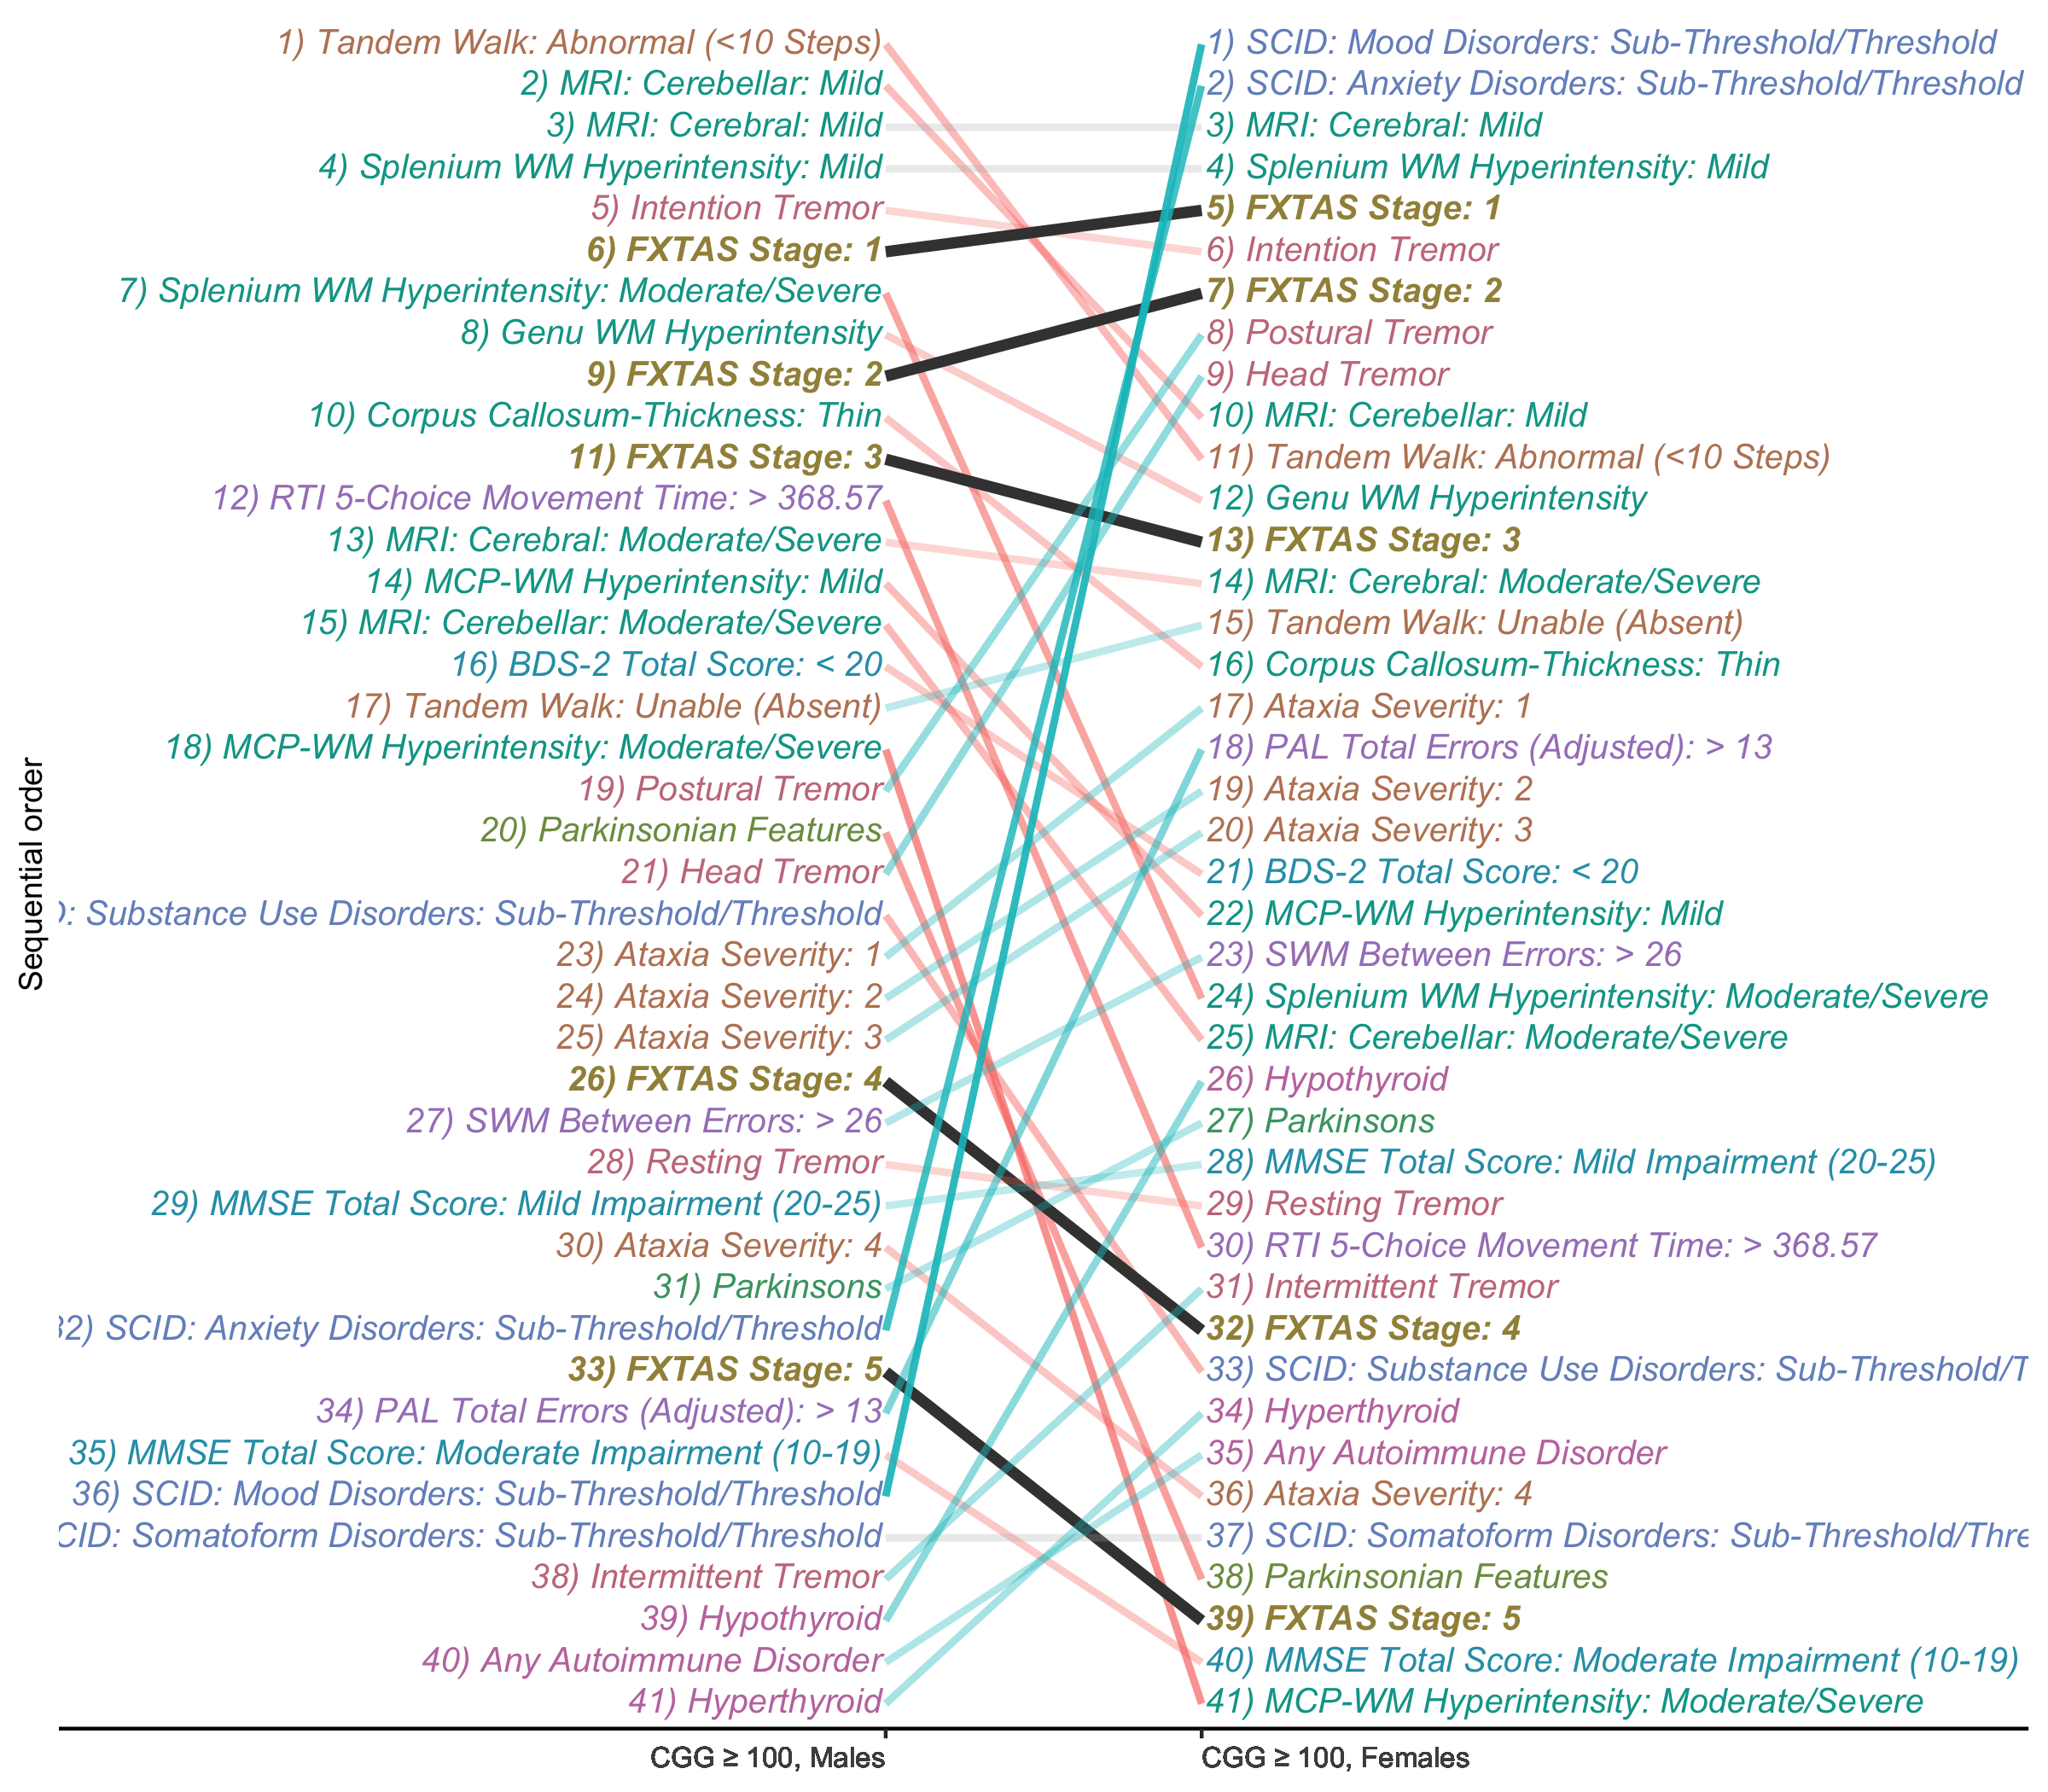 1) Tandem Walk: Abnormal (<10 Steps)
2) MRI: Cerebellar: Mild
3) MRI: Cerebral: Mild
4) Splenium WM Hyperintensity: Mild
5) Intention Tremor
6) FXTAS Stage: 1
7) Splenium WM Hyperintensity: Moderate/Severe
8) Genu WM Hyperintensity
9) FXTAS Stage: 2
10) Corpus Callosum-Thickness: Thin
11) FXTAS Stage: 3
12) RTI 5-Choice Movement Time: > 368.57
13) MRI: Cerebral: Moderate/Severe
14) MCP-WM Hyperintensity: Mild
15) MRI: Cerebellar: Moderate/Severe
16) BDS-2 Total Score: < 20
17) Tandem Walk: Unable (Absent)
18) MCP-WM Hyperintensity: Moderate/Severe
19) Postural Tremor
20) Parkinsonian Features
21) Head Tremor
: Substance Use Disorders: Sub-Threshold/Threshold
23) Ataxia Severity: 1
24) Ataxia Severity: 2
25) Ataxia Severity: 3
26) FXTAS Stage: 4
27) SWM Between Errors: > 26
28) Resting Tremor
29) MMSE Total Score: Mild Impairment (20-25)
30) Ataxia Severity: 4
31) Parkinsons
32) SCID: Anxiety Disorders: Sub-Threshold/Threshold
33) FXTAS Stage: 5
34) PAL Total Errors (Adjusted): > 13
35) MMSE Total Score: Moderate Impairment (10-19)
36) SCID: Mood Disorders: Sub-Threshold/Threshold
CID: Somatoform Disorders: Sub-Threshold/Threshold
38) Intermittent Tremor
39) Hypothyroid
40) Any Autoimmune Disorder
41) Hyperthyroid
1) SCID: Mood Disorders: Sub-Threshold/Threshold
2) SCID: Anxiety Disorders: Sub-Threshold/Threshold
3) MRI: Cerebral: Mild
4) Splenium WM Hyperintensity: Mild
5) FXTAS Stage: 1
6) Intention Tremor
7) FXTAS Stage: 2
8) Postural Tremor
9) Head Tremor
10) MRI: Cerebellar: Mild
11) Tandem Walk: Abnormal (<10 Steps)
12) Genu WM Hyperintensity
13) FXTAS Stage: 3
14) MRI: Cerebral: Moderate/Severe
15) Tandem Walk: Unable (Absent)
16) Corpus Callosum-Thickness: Thin
17) Ataxia Severity: 1
18) PAL Total Errors (Adjusted): > 13
19) Ataxia Severity: 2
20) Ataxia Severity: 3
21) BDS-2 Total Score: < 20
22) MCP-WM Hyperintensity: Mild
23) SWM Between Errors: > 26
24) Splenium WM Hyperintensity: Moderate/Severe
25) MRI: Cerebellar: Moderate/Severe
26) Hypothyroid
27) Parkinsons
28) MMSE Total Score: Mild Impairment (20-25)
29) Resting Tremor
30) RTI 5-Choice Movement Time: > 368.57
31) Intermittent Tremor
32) FXTAS Stage: 4
33) SCID: Substance Use Disorders: Sub-Threshold/T
34) Hyperthyroid
35) Any Autoimmune Disorder
36) Ataxia Severity: 4
37) SCID: Somatoform Disorders: Sub-Threshold/Thre
38) Parkinsonian Features
39) FXTAS Stage: 5
40) MMSE Total Score: Moderate Impairment (10-19)
41) MCP-WM Hyperintensity: Moderate/Severe
Sequential order
CGG ≥ 100, Males
CGG ≥ 100, Females